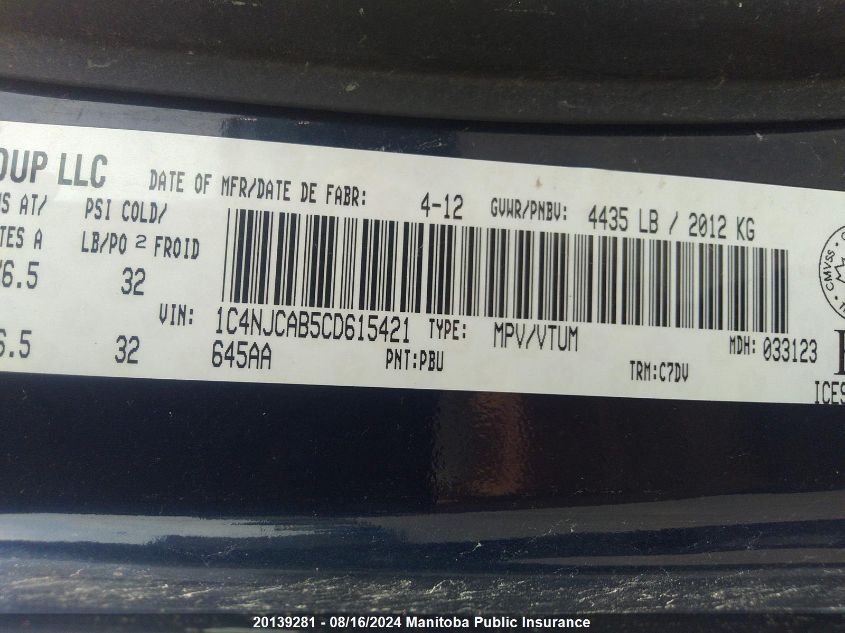 OUP LLC DATE OF MFR/DATE DE FABR: 4-12 GVWR/PNBV: 4435 LB / 2012 KG
S AT/ PSI COLD/
TES A LB/PO 2 FROID
6.5 32
VIN: 1C4NJCAB5CD615421 TYPE: MPV/VTUM MDH: 033123
6.5 32 645AA PNT:PBU TRM:C7DV
CMVSS
ICES
20139281 - 08/16/2024 Manitoba Public Insurance